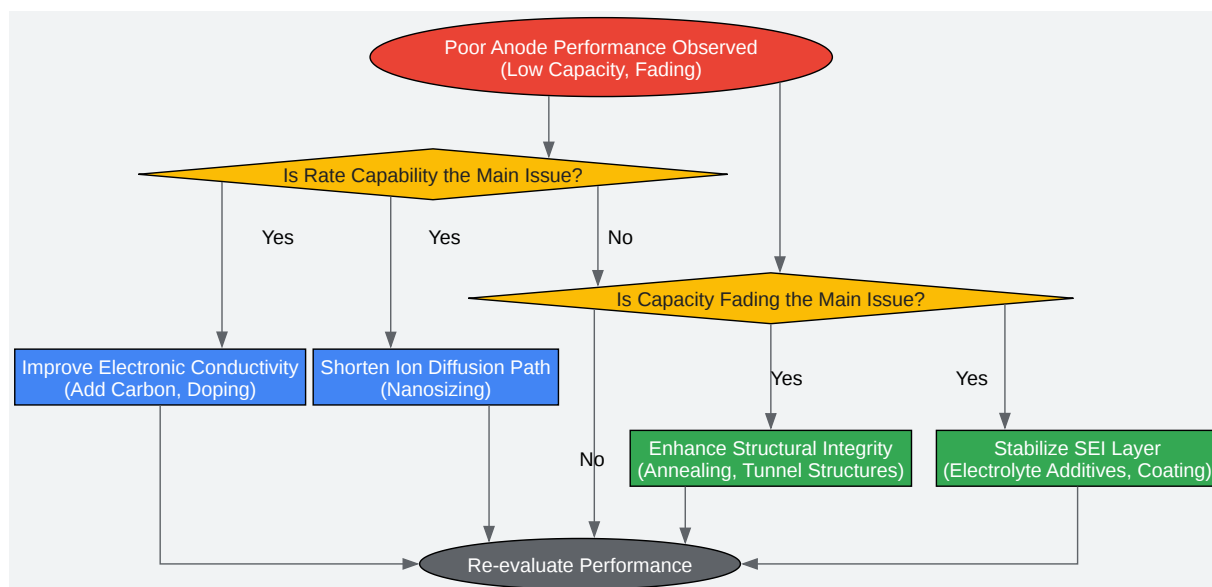 Poor Anode Performance Observed
(Low Capacity, Fading)
Is Rate Capability the Main Issue?
Yes
Yes
No
Is Capacity Fading the Main Issue?
Improve Electronic Conductivity
(Add Carbon, Doping)
Shorten Ion Diffusion Path
(Nanosizing)
Yes
Yes
No
Enhance Structural Integrity
(Annealing, Tunnel Structures)
Stabilize SEI Layer
(Electrolyte Additives, Coating)
Re-evaluate Performance